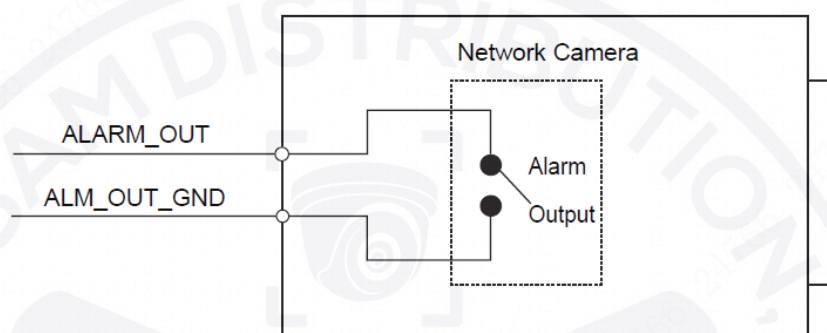 Network Camera
ALARM_OUT
Alarm
ALM_OUT_GND
Output